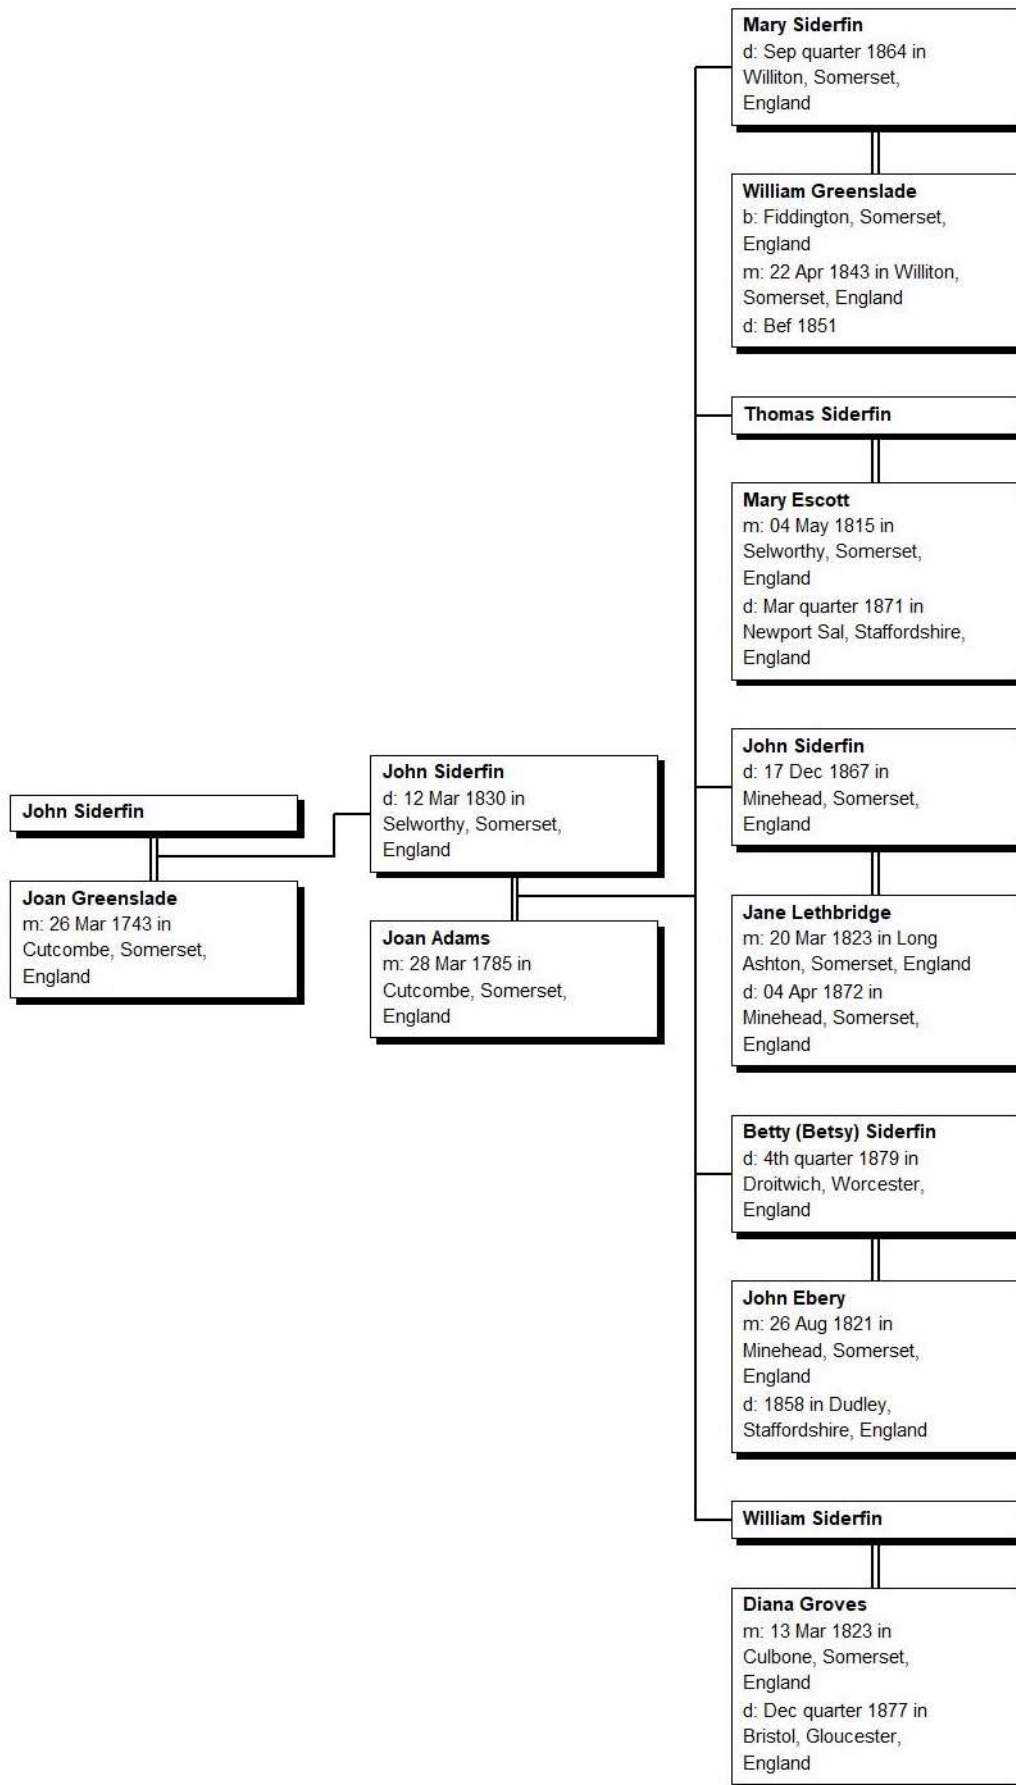 John Siderfin
Joan Greenslade
m: 26 Mar 1743 in
Cutcombe, Somerset,
England
John Siderfin
d: 12 Mar 1830 in
Selworthy, Somerset,
England
Joan Adams
m: 28 Mar 1785 in
Cutcombe, Somerset,
England
Mary Siderfin
d: Sep quarter 1864 in
Williton, Somerset,
England
William Greenslade
b: Fiddington, Somerset,
England
m: 22 Apr 1843 in Williton,
Somerset, England
d: Bef 1851
Thomas Siderfin
Mary Escott
m: 04 May 1815 in
Selworthy, Somerset,
England
d: Mar quarter 1871 in
Newport Sal, Staffordshire,
England
John Siderfin
d: 17 Dec 1867 in
Minehead, Somerset,
England
Jane Lethbridge
m: 20 Mar 1823 in Long
Ashton, Somerset, England
d: 04 Apr 1872 in
Minehead, Somerset,
England
Betty (Betsy) Siderfin
d: 4th quarter 1879 in
Droitwich, Worcester,
England
John Ebery
m: 26 Aug 1821 in
Minehead, Somerset,
England
d: 1858 in Dudley,
Staffordshire, England
William Siderfin
Diana Groves
m: 13 Mar 1823 in
Culbone, Somerset,
England
d: Dec quarter 1877 in
Bristol, Gloucester,
England